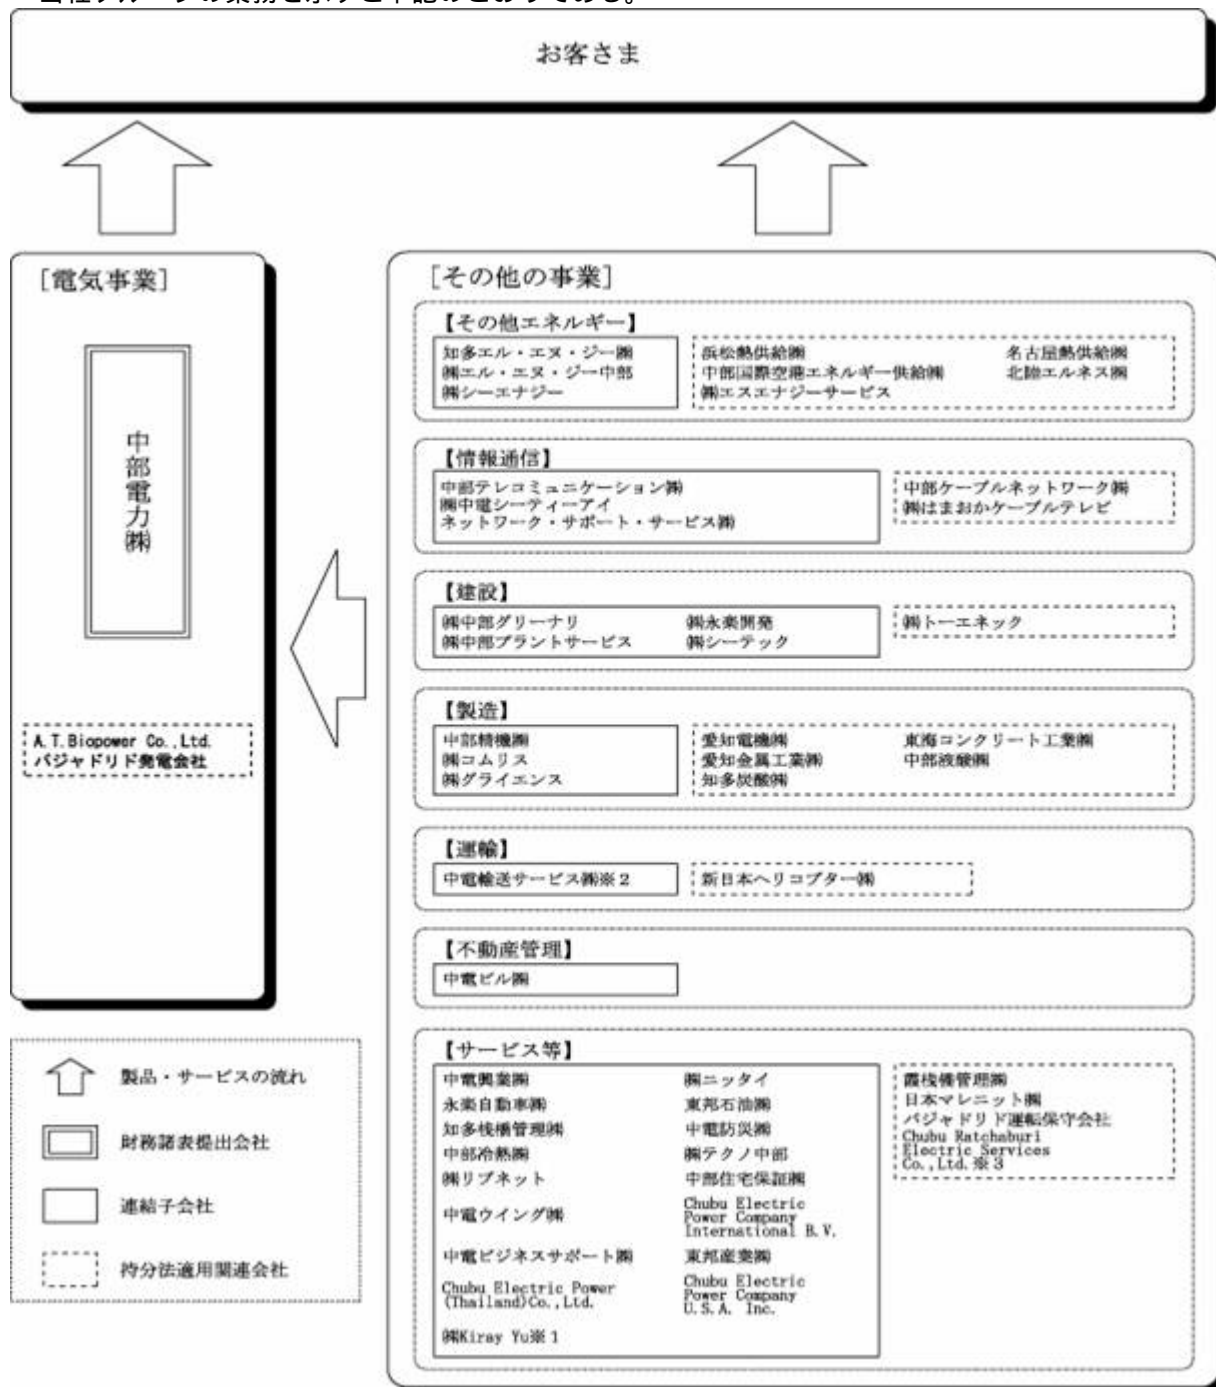 お客さま
[電気事業]
中部電力㈱
A.T.Biopower Co.,Ltd.
バジャドリド発電会社
[その他の事業]
【その他エネルギー】
知多エル・エヌ・ジー㈱
㈱エル・エヌ・ジー中部
㈱シーエナジー
浜松熱供給㈱ 名古屋熱供給㈱
中部国際空港エネルギー供給㈱ 北陸エルネス㈱
㈱エスエナジーサービス
【情報通信】
中部テレコミュニケーション㈱
㈱中電シーティーアイ
ネットワーク・サポート・サービス㈱
中部ケーブルネットワーク㈱
㈱はまおかケーブルテレビ
【建設】
㈱中部グリーナリ ㈱永楽開発
㈱中部プラントサービス ㈱シーテック
㈱トーエネック
【製造】
中部精機㈱
㈱コムリス
㈱グライエンス
愛知電機㈱ 東海コンクリート工業㈱
愛知金属工業㈱ 中部液酸㈱
知多炭酸㈱
【運輸】
中電輸送サービス㈱※2
新日本ヘリコプター㈱
【不動産管理】
中電ビル㈱
【サービス等】
中電興業㈱ ㈱ニッタイ
永楽自動車㈱ 東邦石油㈱
知多桟橋管理㈱ 中電防災㈱
中部冷熱㈱ ㈱テクノ中部
㈱リブネット 中部住宅保証㈱
中電ウイング㈱ Chubu Electric
Power Company
International B.V.
中電ビジネスサポート㈱ 東邦産業㈱
Chubu Electric Power
(Thailand)Co.,Ltd.
Chubu Electric
Power Company
U.S.A. Inc.
㈱Kiray Yu※1
霞桟橋管理㈱
日本マレニット㈱
バジャドリド運転保守会社
Chubu Ratchaburi
Electric Services
Co.,Ltd.※3
製品・サービスの流れ
財務諸表提出会社
連結子会社
持分法適用関連会社